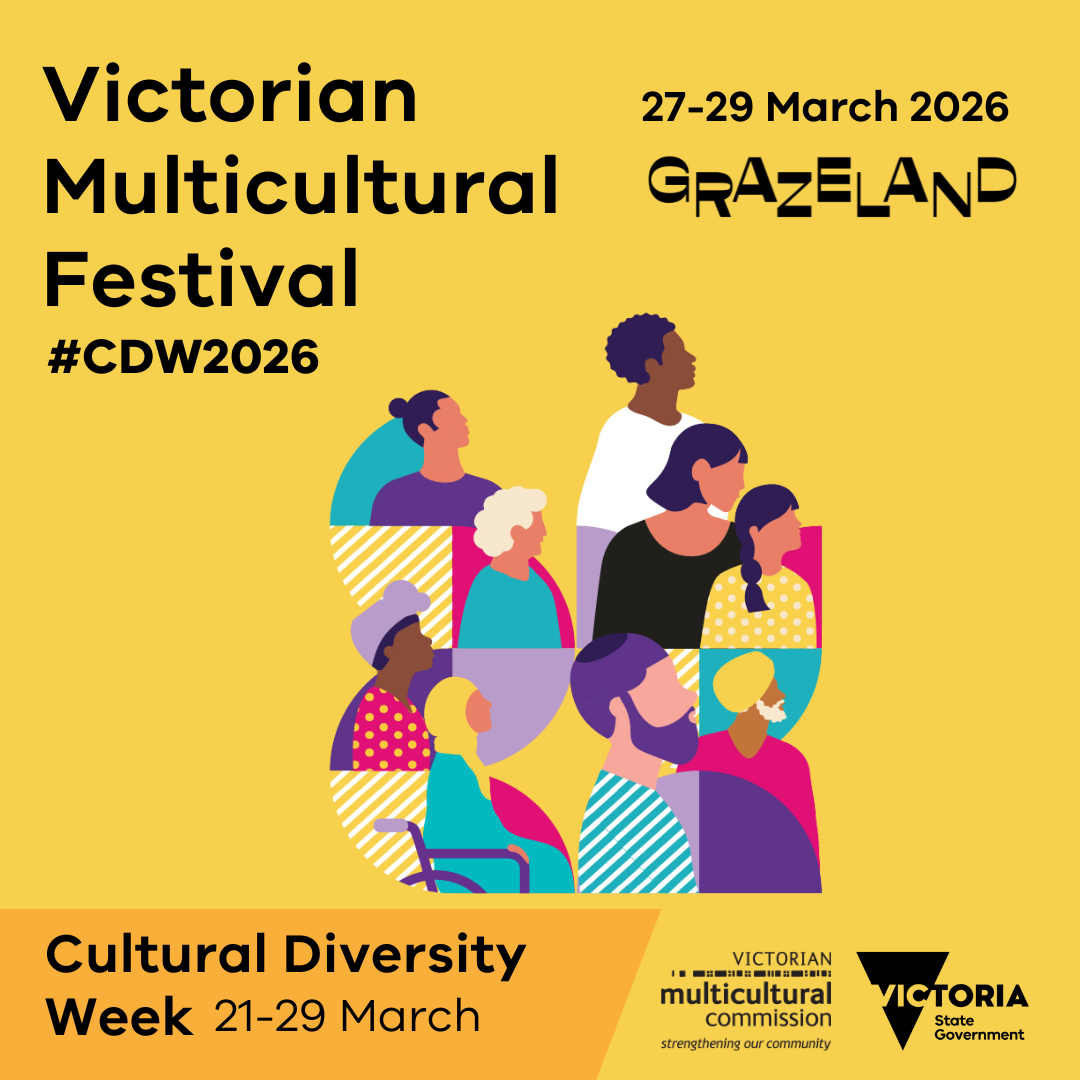 Victorian
Multicultural
Festival
#CDW2026
27-29 March 2026
GRAZELAND
Cultural Diversity
Week 21-29 March
VICTORIAN
multicultural
commission
strengthening our community
VICTORIA
State
Government